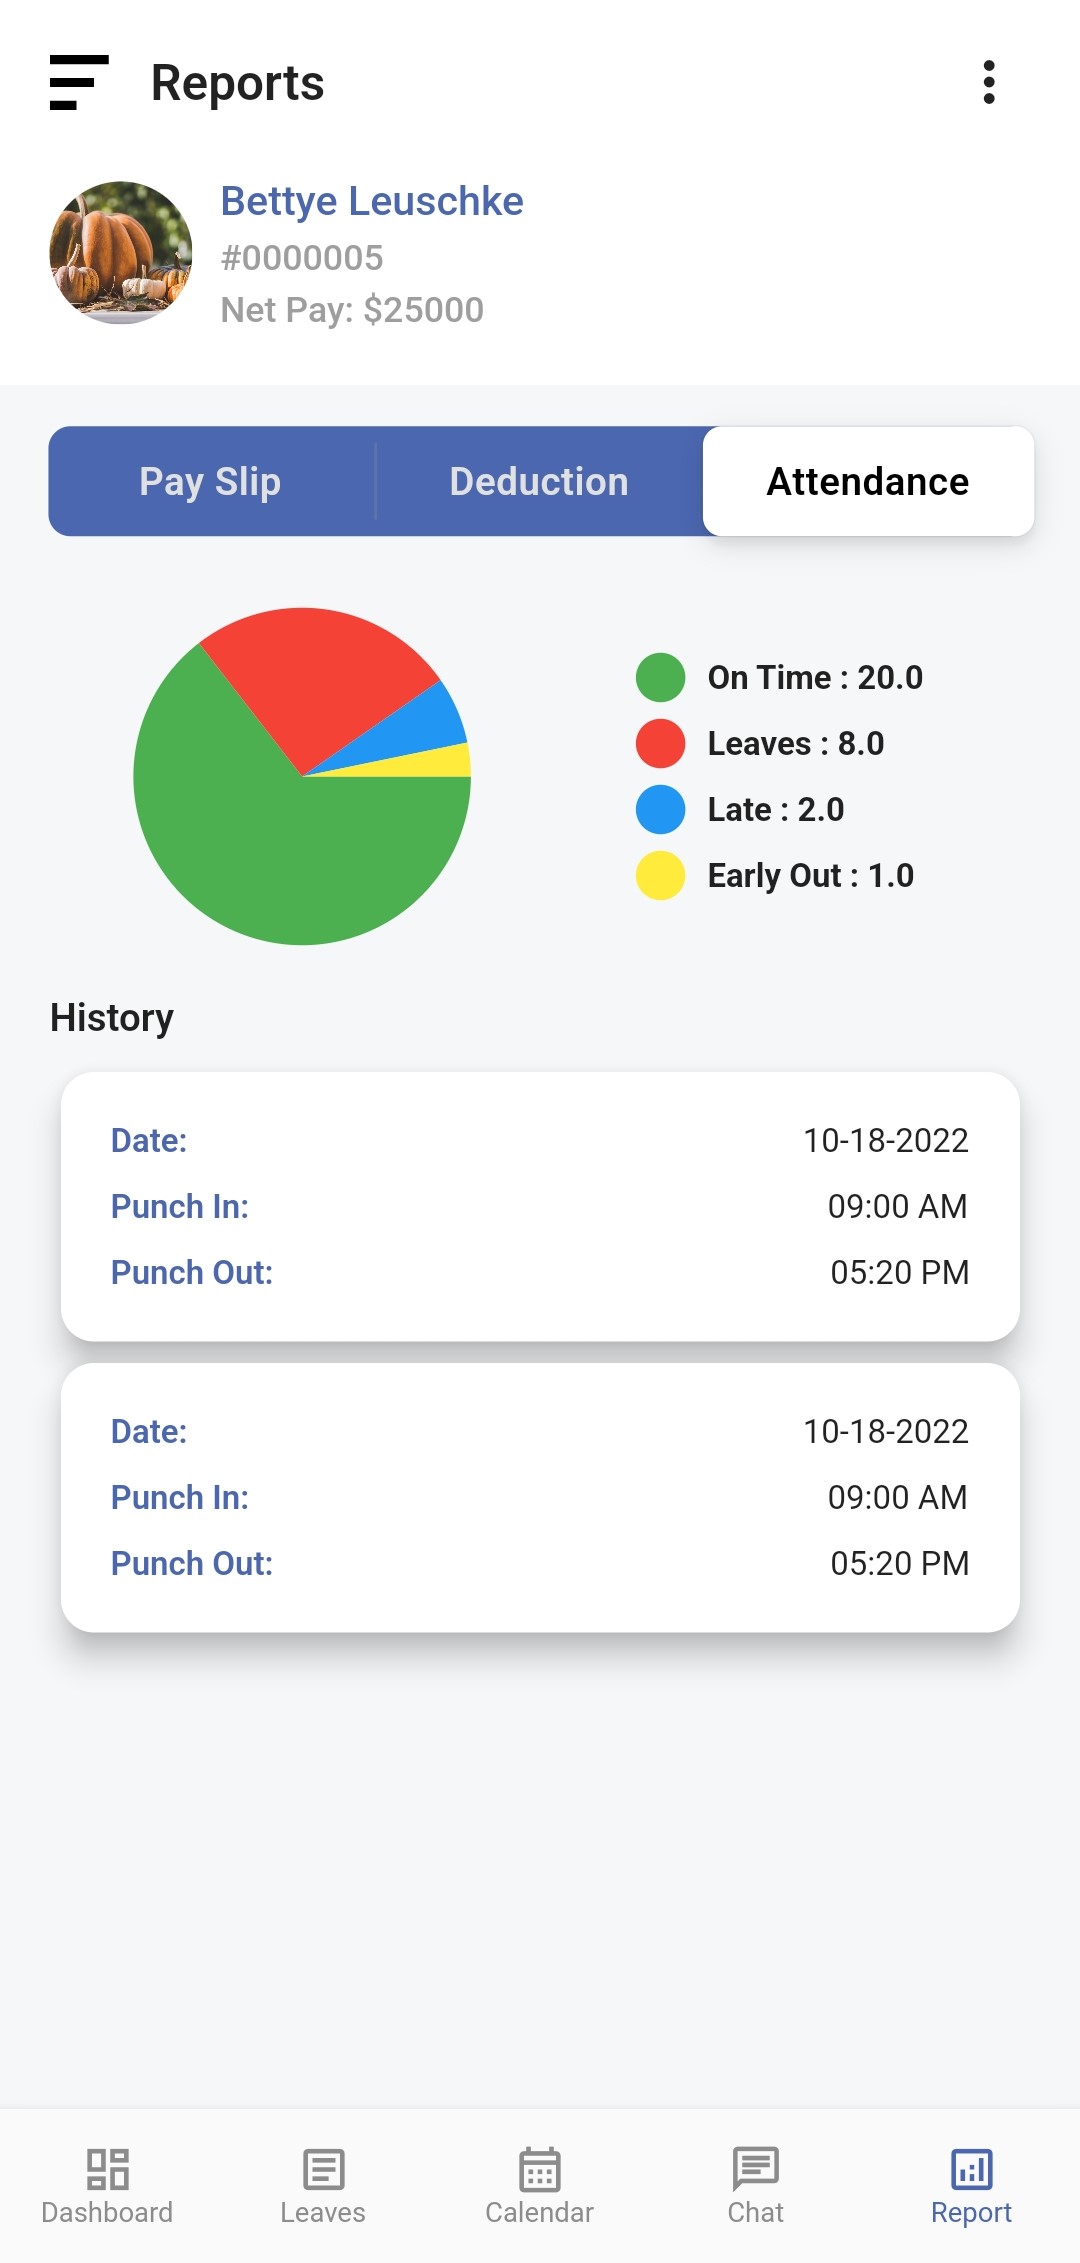 Reports
Bettye Leuschke
#0000005
Net Pay: $25000
Pay Slip Deduction Attendance
On Time : 20.0
Leaves : 8.0
Late : 2.0
Early Out : 1.0
History
Date: 10-18-2022
Punch In: 09:00 AM
Punch Out: 05:20 PM
Date: 10-18-2022
Punch In: 09:00 AM
Punch Out: 05:20 PM
Dashboard Leaves Calendar Chat Report